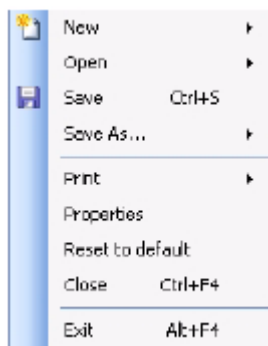 New
Open
Save Ctrl+S
Save As...
Print
Properties
Reset to default
Close Ctrl+F4
Exit Alt+F4